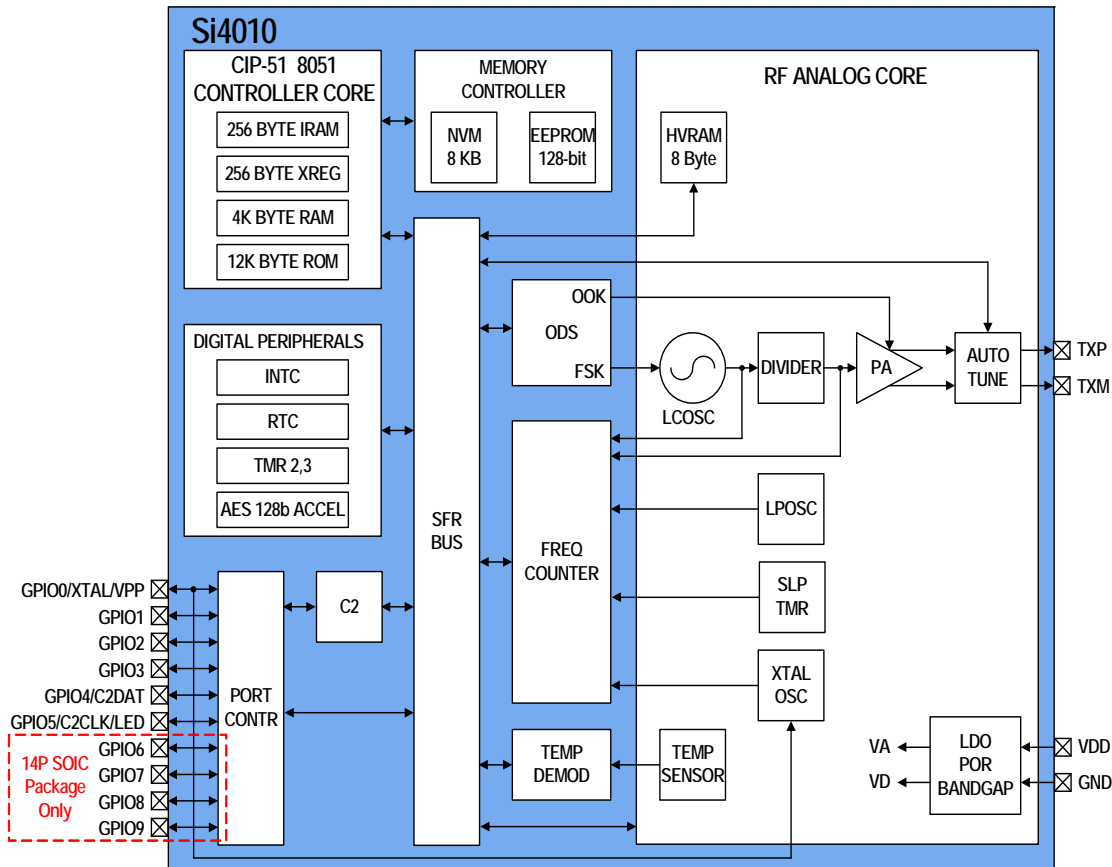 Si4010
CIP-51 8051
CONTROLLER CORE
256 BYTE IRAM
256 BYTE XREG
4K BYTE RAM
12K BYTE ROM
MEMORY
CONTROLLER
NVM
8 KB
EEPROM
128-bit
RF ANALOG CORE
HVRAM
8 Byte
DIGITAL PERIPHERALS
INTC
RTC
TMR 2,3
AES 128b ACCEL
SFR
BUS
OOK
ODS
FSK
LCOSC
DIVIDER
PA
AUTO
TUNE
TXP
TXM
FREQ
COUNTER
LPOSC
SLP
TMR
XTAL
OSC
GPIO0/XTAL/VPP
GPIO1
GPIO2
GPIO3
GPIO4/C2DAT
GPIO5/C2CLK/LED
GPIO6
GPIO7
GPIO8
GPIO9
14P SOIC
Package
Only
PORT
CONTR
C2
TEMP
DEMOD
TEMP
SENSOR
VA
VD
LDO
POR
BANDGAP
VDD
GND